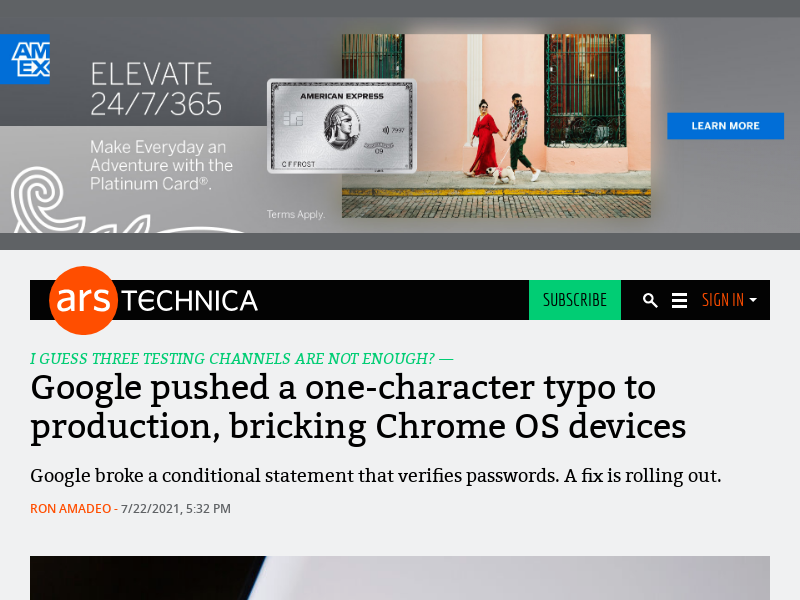 AM
EX
ELEVATE
24/7/365
Make Everyday an
Adventure with the
Platinum Card®.
AMERICAN EXPRESS
7997
09
C F FROST
Terms Apply.
LEARN MORE
ars TECHNICA
SUBSCRIBE
SIGN IN
I GUESS THREE TESTING CHANNELS ARE NOT ENOUGH? —
Google pushed a one-character typo to
production, bricking Chrome OS devices
Google broke a conditional statement that verifies passwords. A fix is rolling out.
RON AMADEO - 7/22/2021, 5:32 PM